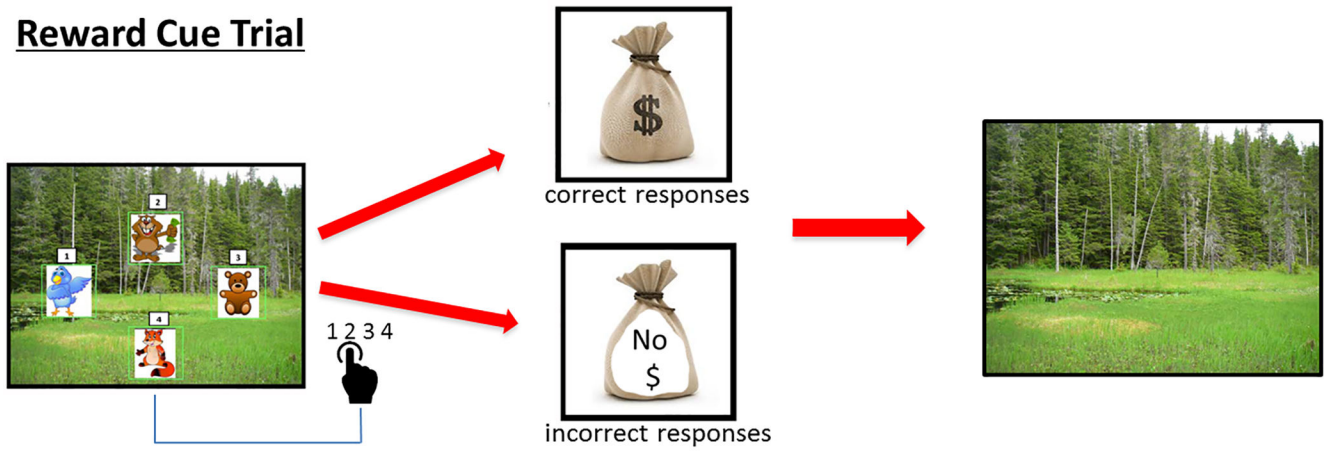 Reward Cue Trial
$
correct responses
2
1
3
4
1 2 3 4
No
$
incorrect responses